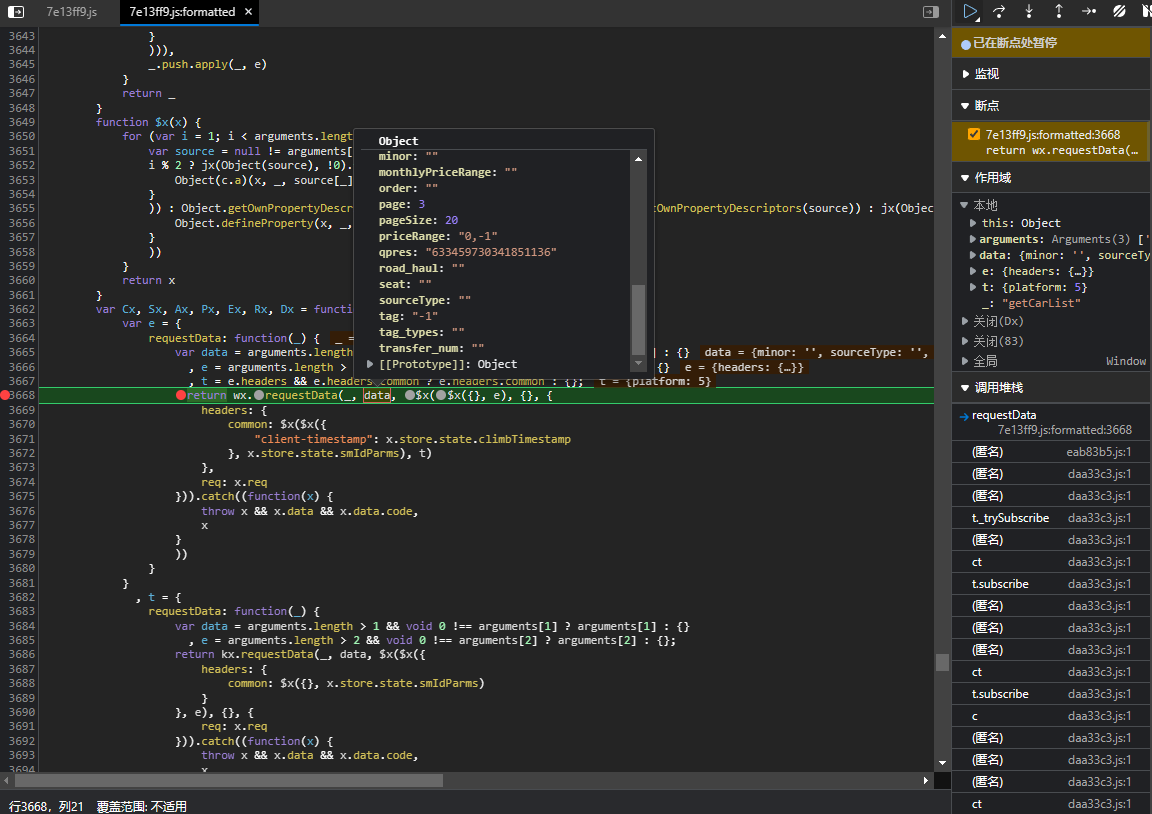 7e13ff9.js 7e13ff9.js:formatted ×
3643 }
3644 ))),
3645 _.push.apply(_, e)
3646 }
3647 return _
3648 }
3649 function $x(x) {
3650 for (var i = 1; i < arguments.lengt
3651 var source = null != arguments[
3652 i % 2 ? jx(Object(source), !0).
3653 Object(c.a)(x, _, source[_]
3654 }
3655 )) : Object.getOwnPropertyDescr wnPropertyDescriptors(source)) : jx(Objec
3656 Object.defineProperty(x, _,
3657 }
3658 ))
3659 }
3660 return x
3661 }
3662 var Cx, Sx, Ax, Px, Ex, Rx, Dx = functi
3663 var e = {
3664 requestData: function(_) { _ =
3665 var data = arguments.length ] : {} data = {minor: '', sourceType: '',
3666 , e = arguments.length > {} e = {headers: {…}}
3667 , t = e.headers && e.headers.common ? e.headers.common : {}; t = {platform: 5}
3668 return wx.requestData(_, data, $x($x({}, e), {}, {
3669 headers: {
3670 common: $x($x({
3671 "client-timestamp": x.store.state.climbTimestamp
3672 }, x.store.state.smIdParms), t)
3673 },
3674 req: x.req
3675 })).catch((function(x) {
3676 throw x && x.data && x.data.code,
3677 x
3678 }
3679 ))
3680 }
3681 }
3682 , t = {
3683 requestData: function(_) {
3684 var data = arguments.length > 1 && void 0 !== arguments[1] ? arguments[1] : {}
3685 , e = arguments.length > 2 && void 0 !== arguments[2] ? arguments[2] : {};
3686 return kx.requestData(_, data, $x($x({
3687 headers: {
3688 common: $x({}, x.store.state.smIdParms)
3689 }
3690 }, e), {}, {
3691 req: x.req
3692 })).catch((function(x) {
3693 throw x && x.data && x.data.code,
3694 x
Object
minor: ""
monthlyPriceRange: ""
order: ""
page: 3
pageSize: 20
priceRange: "0,-1"
qpres: "633459730341851136"
road_haul: ""
seat: ""
sourceType: ""
tag: "-1"
tag_types: ""
transfer_num: ""
[[Prototype]]: Object
行3668，列21 覆盖范围: 不适用
已在断点处暂停
监视
断点
7e13ff9.js:formatted:3668
return wx.requestData(_…
作用域
本地
this: Object
arguments: Arguments(3) ['
data: {minor: '', sourceTy
e: {headers: {…}}
t: {platform: 5}
_: "getCarList"
关闭(Dx)
关闭(83)
全局 Window
调用堆栈
requestData
7e13ff9.js:formatted:3668
(匿名) eab83b5.js:1
(匿名) daa33c3.js:1
(匿名) daa33c3.js:1
t._trySubscribe daa33c3.js:1
(匿名) daa33c3.js:1
ct daa33c3.js:1
t.subscribe daa33c3.js:1
(匿名) daa33c3.js:1
(匿名) daa33c3.js:1
(匿名) daa33c3.js:1
ct daa33c3.js:1
t.subscribe daa33c3.js:1
c daa33c3.js:1
(匿名) daa33c3.js:1
(匿名) daa33c3.js:1
(匿名) daa33c3.js:1
ct daa33c3.js:1